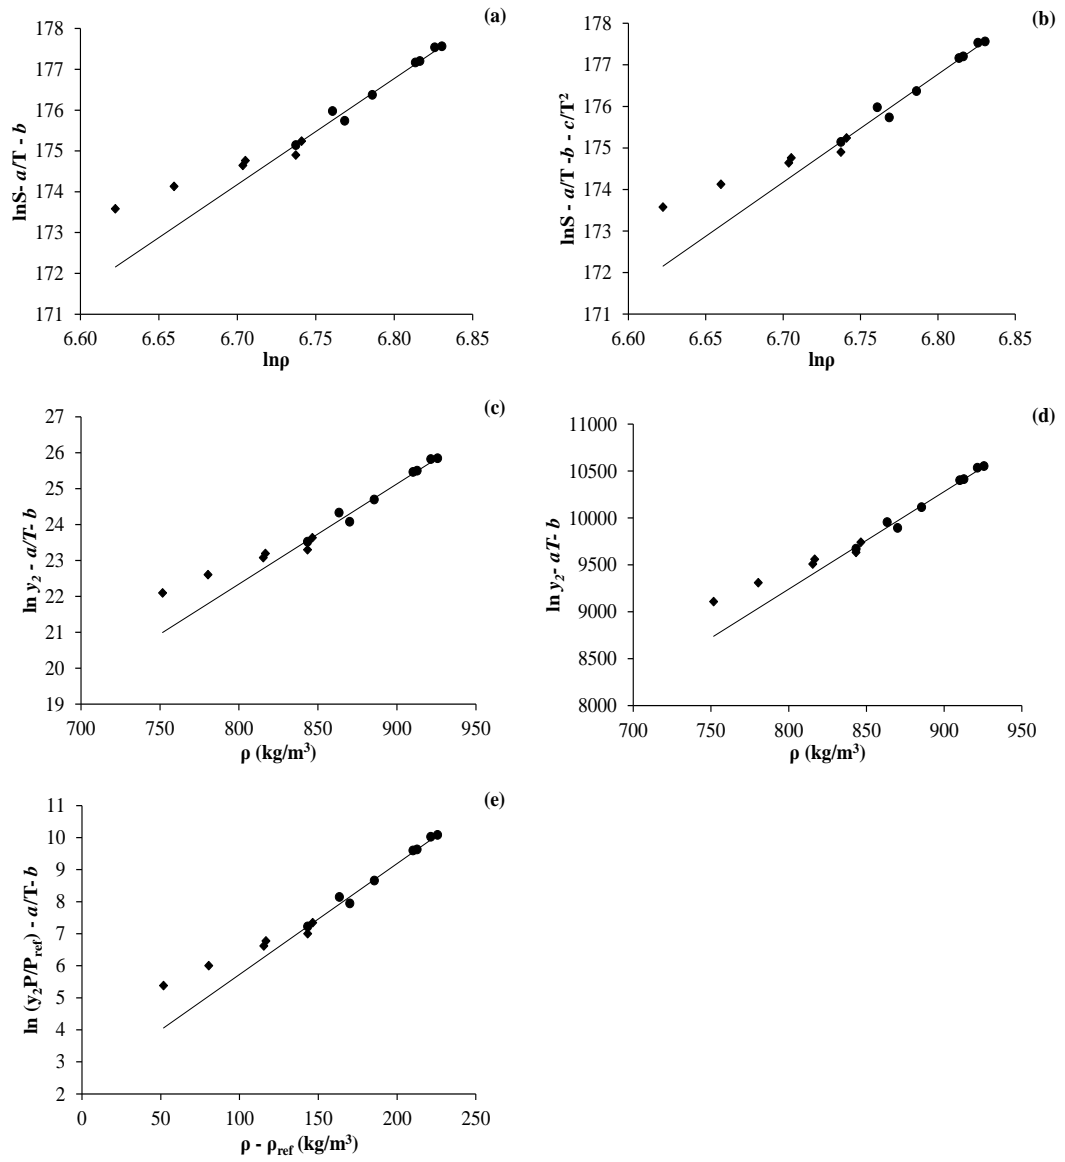 (a)
178
177
176
175
174
173
172
171
lnS- a/T - b
6.60 6.65 6.70 6.75 6.80 6.85
lnρ
(b)
178
177
176
175
174
173
172
171
lnS - a/T -b - c/T²
6.60 6.65 6.70 6.75 6.80 6.85
lnρ
(c)
27
26
25
24
23
22
21
20
19
ln y₂ - a/T- b
700 750 800 850 900 950
ρ (kg/m³)
(d)
11000
10500
10000
9500
9000
8500
8000
ln y₂- aT- b
700 750 800 850 900 950
ρ (kg/m³)
(e)
11
10
9
8
7
6
5
4
3
2
ln (y₂P/Pref) - a/T- b
0 50 100 150 200 250
ρ - ρref (kg/m³)